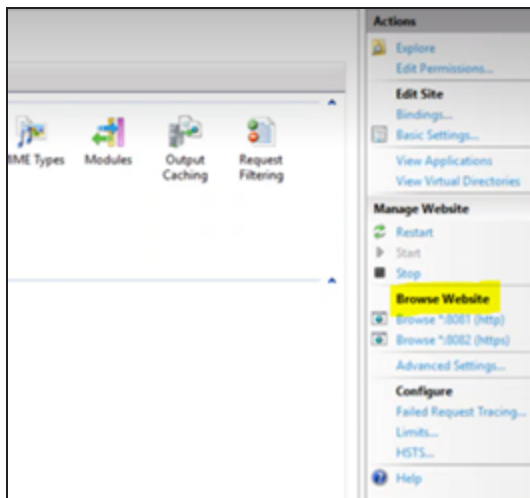 MIME Types
Modules
Output
Caching
Request
Filtering
Actions
Explore
Edit Permissions...
Edit Site
Bindings...
Basic Settings...
View Applications
View Virtual Directories
Manage Website
Restart
Start
Stop
Browse Website
Browse *:8081 (http)
Browse *:8082 (https)
Advanced Settings...
Configure
Failed Request Tracing...
Limits...
HSTS...
Help